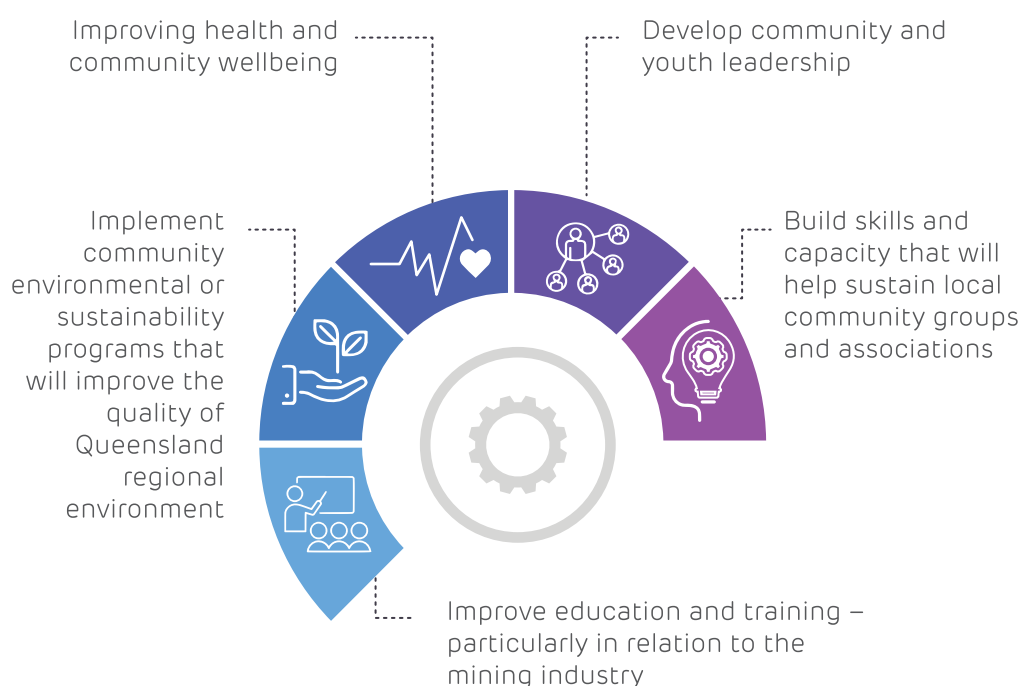 Improving health and
community wellbeing
Develop community and
youth leadership
Implement
community
environmental or
sustainability
programs that
will improve the
quality of
Queensland
regional
environment
Build skills and
capacity that will
help sustain local
community groups
and associations
Improve education and training –
particularly in relation to the
mining industry